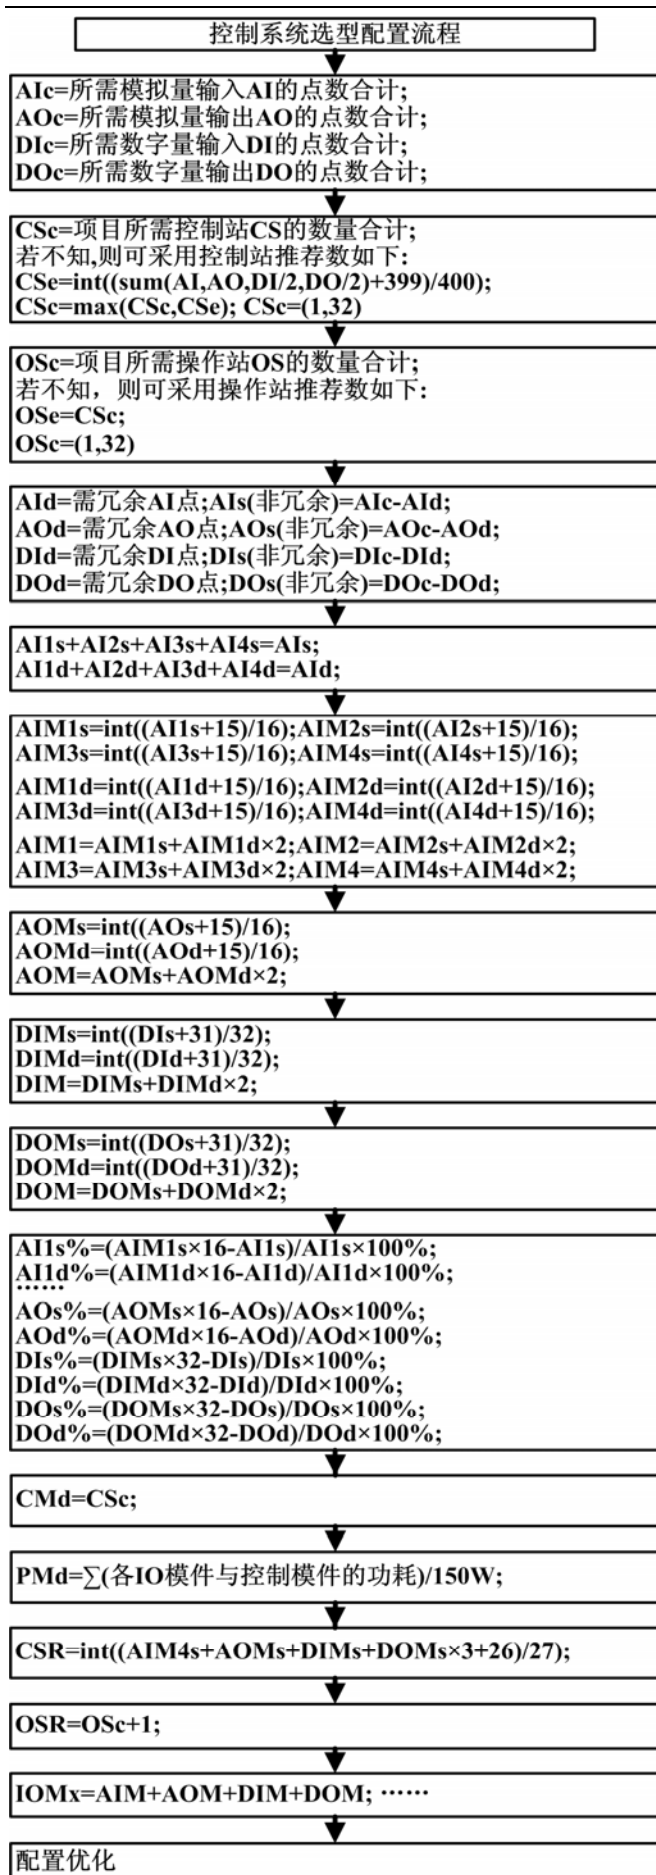 控制系统选型配置流程
AIc=所需模拟量输入AI的点数合计;
AOc=所需模拟量输出AO的点数合计;
DIc=所需数字量输入DI的点数合计;
DOc=所需数字量输出DO的点数合计;
CSc=项目所需控制站CS的数量合计;
若不知,则可采用控制站推荐数如下:
CSe=int((sum(AI,AO,DI/2,DO/2)+399)/400);
CSc=max(CSc,CSe); CSc=(1,32)
OSc=项目所需操作站OS的数量合计;
若不知，则可采用操作站推荐数如下:
OSe=CSc;
OSc=(1,32)
AId=需冗余AI点;AIs(非冗余)=AIc-AId;
AOd=需冗余AO点;AOs(非冗余)=AOc-AOd;
DId=需冗余DI点;DIs(非冗余)=DIc-DId;
DOd=需冗余DO点;DOs(非冗余)=DOc-DOd;
AI1s+AI2s+AI3s+AI4s=AIs;
AI1d+AI2d+AI3d+AI4d=AId;
AIM1s=int((AI1s+15)/16);AIM2s=int((AI2s+15)/16);
AIM3s=int((AI3s+15)/16);AIM4s=int((AI4s+15)/16);
AIM1d=int((AI1d+15)/16);AIM2d=int((AI2d+15)/16);
AIM3d=int((AI3d+15)/16);AIM4d=int((AI4d+15)/16);
AIM1=AIM1s+AIM1d×2;AIM2=AIM2s+AIM2d×2;
AIM3=AIM3s+AIM3d×2;AIM4=AIM4s+AIM4d×2;
AOMs=int((AOs+15)/16);
AOMd=int((AOd+15)/16);
AOM=AOMs+AOMd×2;
DIMs=int((DIs+31)/32);
DIMd=int((DId+31)/32);
DIM=DIMs+DIMd×2;
DOMs=int((DOs+31)/32);
DOMd=int((DOd+31)/32);
DOM=DOMs+DOMd×2;
AI1s%=(AIM1s×16-AI1s)/AI1s×100%;
AI1d%=(AIM1d×16-AI1d)/AI1d×100%;
……
AOs%=(AOMs×16-AOs)/AOs×100%;
AOd%=(AOMd×16-AOd)/AOd×100%;
DIs%=(DIMs×32-DIs)/DIs×100%;
DId%=(DIMd×32-DId)/DId×100%;
DOs%=(DOMs×32-DOs)/DOs×100%;
DOd%=(DOMd×32-DOd)/DOd×100%;
CMd=CSc;
PMd=∑(各IO模件与控制模件的功耗)/150W;
CSR=int((AIM4s+AOMs+DIMs+DOMs×3+26)/27);
OSR=OSc+1;
IOMx=AIM+AOM+DIM+DOM; ……
配置优化